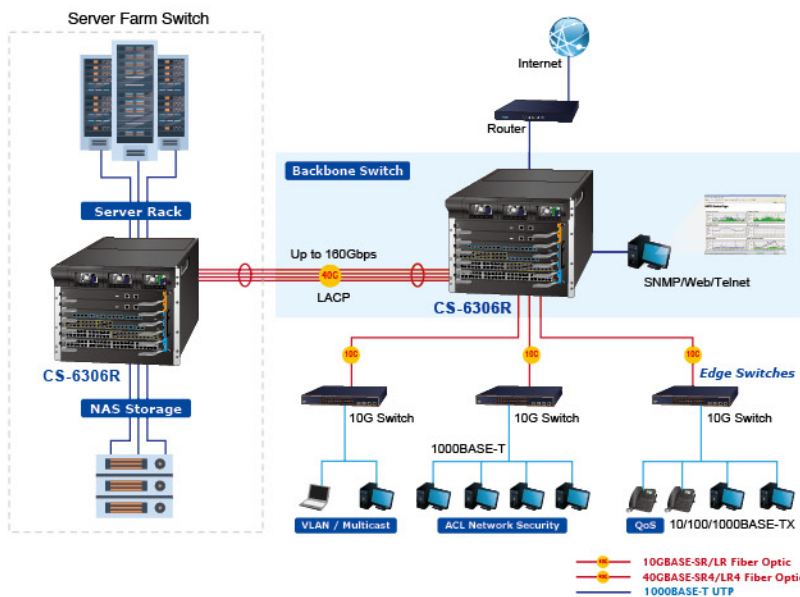 Server Farm Switch
Internet
Router
Backbone Switch
Server Rack
Up to 160Gbps
40G
LACP
SNMP/Web/Telnet
CS-6306R
CS-6306R
10G
10G
10G
Edge Switches
NAS Storage
10G Switch
10G Switch
10G Switch
1000BASE-T
VLAN / Multicast
ACL Network Security
QoS
10/100/1000BASE-TX
10GBASE-SR/LR Fiber Optic
40GBASE-SR4/LR4 Fiber Optic
1000BASE-T UTP